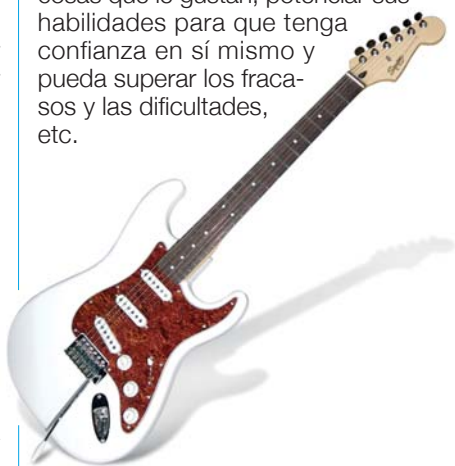 cosas que le gustan, potenciar sus
habilidades para que tenga
confianza en sí mismo y
pueda superar los fraca-
sos y las dificultades,
etc.
Squier